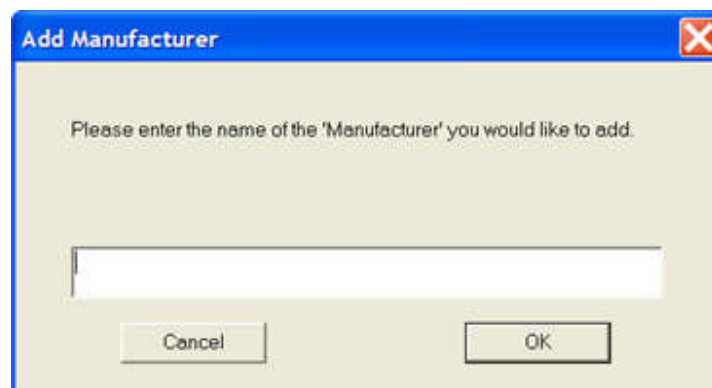 Add Manufacturer
Please enter the name of the 'Manufacturer' you would like to add.
Cancel OK